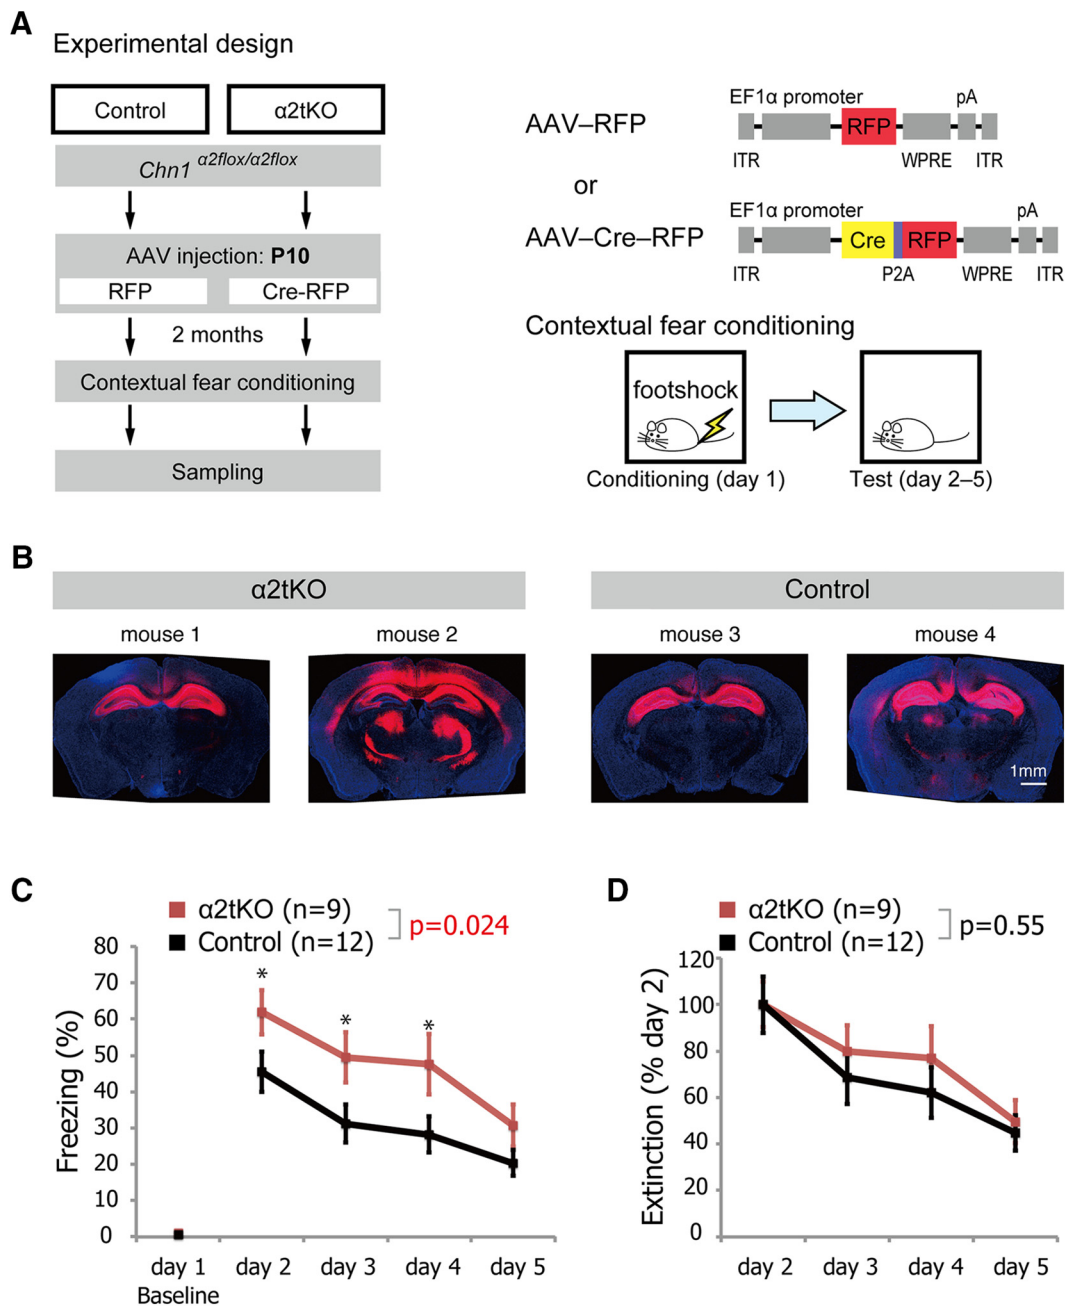 A
Experimental design
Control
α2tKO
Chn1 α2flox/α2flox
AAV injection: P10
RFP
Cre-RFP
2 months
Contextual fear conditioning
Sampling
EF1α promoter
pA
AAV–RFP
RFP
ITR
WPRE
ITR
or
EF1α promoter
pA
AAV–Cre–RFP
Cre
RFP
ITR
P2A
WPRE
ITR
Contextual fear conditioning
footshock
Conditioning (day 1)
Test (day 2–5)
B
α2tKO
Control
mouse 1
mouse 2
mouse 3
mouse 4
1mm
C
α2tKO (n=9)
Control (n=12)
p=0.024
Freezing (%)
80
70
60
50
40
30
20
10
0
*
*
*
day 1
Baseline
day 2
day 3
day 4
day 5
D
α2tKO (n=9)
Control (n=12)
p=0.55
Extinction (% day 2)
120
100
80
60
40
20
0
day 2
day 3
day 4
day 5